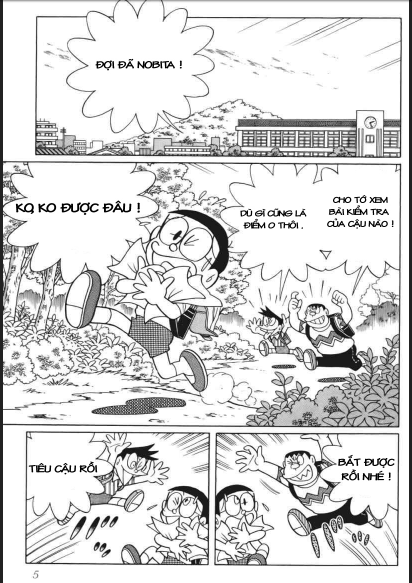 ĐỢI ĐÃ NOBITA !
KO, KO ĐƯỢC ĐÂU !
DÙ GÌ CŨNG LÀ
ĐIỂM O THÔI .
CHO TỚ XEM
BÀI KIỂM TRA
CỦA CẬU NÀO !
TIÊU CẬU RỒI
BẮT ĐƯỢC
RỒI NHÉ !
5